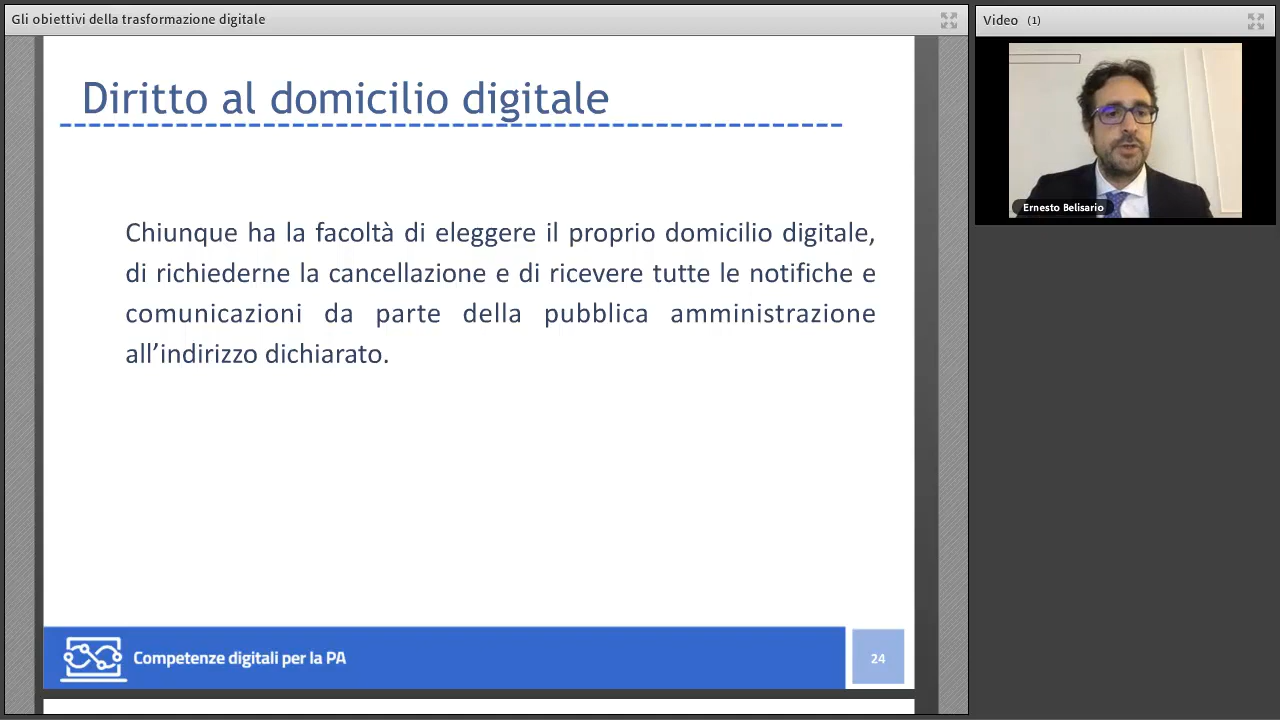 Gli obiettivi della trasformazione digitale
Video (1)
Diritto al domicilio digitale
Chiunque ha la facoltà di eleggere il proprio domicilio digitale,
di richiederne la cancellazione e di ricevere tutte le notifiche e
comunicazioni da parte della pubblica amministrazione
all’indirizzo dichiarato.
Ernesto Belisario
Competenze digitali per la PA
24